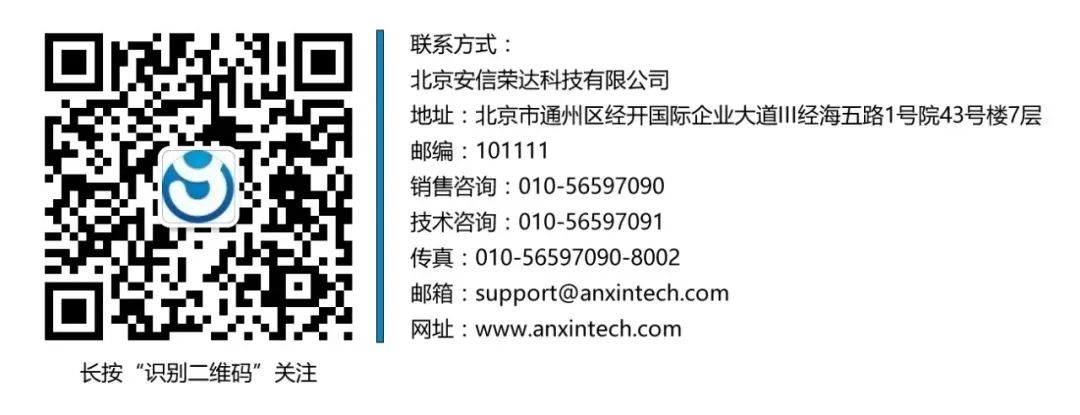 联系方式：
北京安信荣达科技有限公司
地址：北京市通州区经开国际企业大道III经海五路1号院43号楼7层
邮编：101111
销售咨询：010-56597090
技术咨询：010-56597091
传真：010-56597090-8002
邮箱：support@anxintech.com
网址：www.anxintech.com
长按“识别二维码”关注